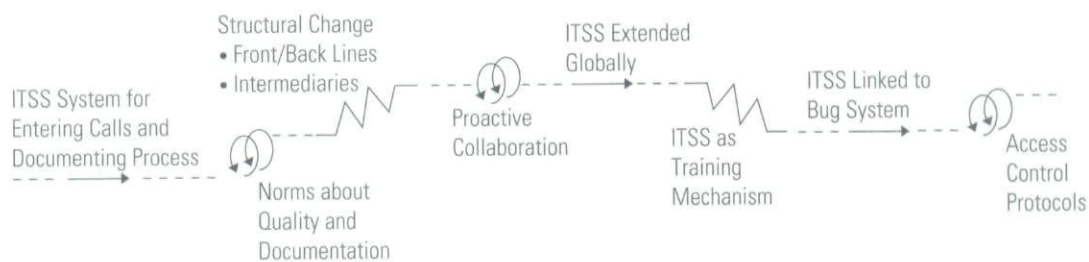 ITSS System for
Entering Calls and
Documenting Process
Norms about
Quality and
Documentation
Structural Change
• Front/Back Lines
• Intermediaries
Proactive
Collaboration
ITSS Extended
Globally
ITSS as
Training
Mechanism
ITSS Linked to
Bug System
Access
Control
Protocols